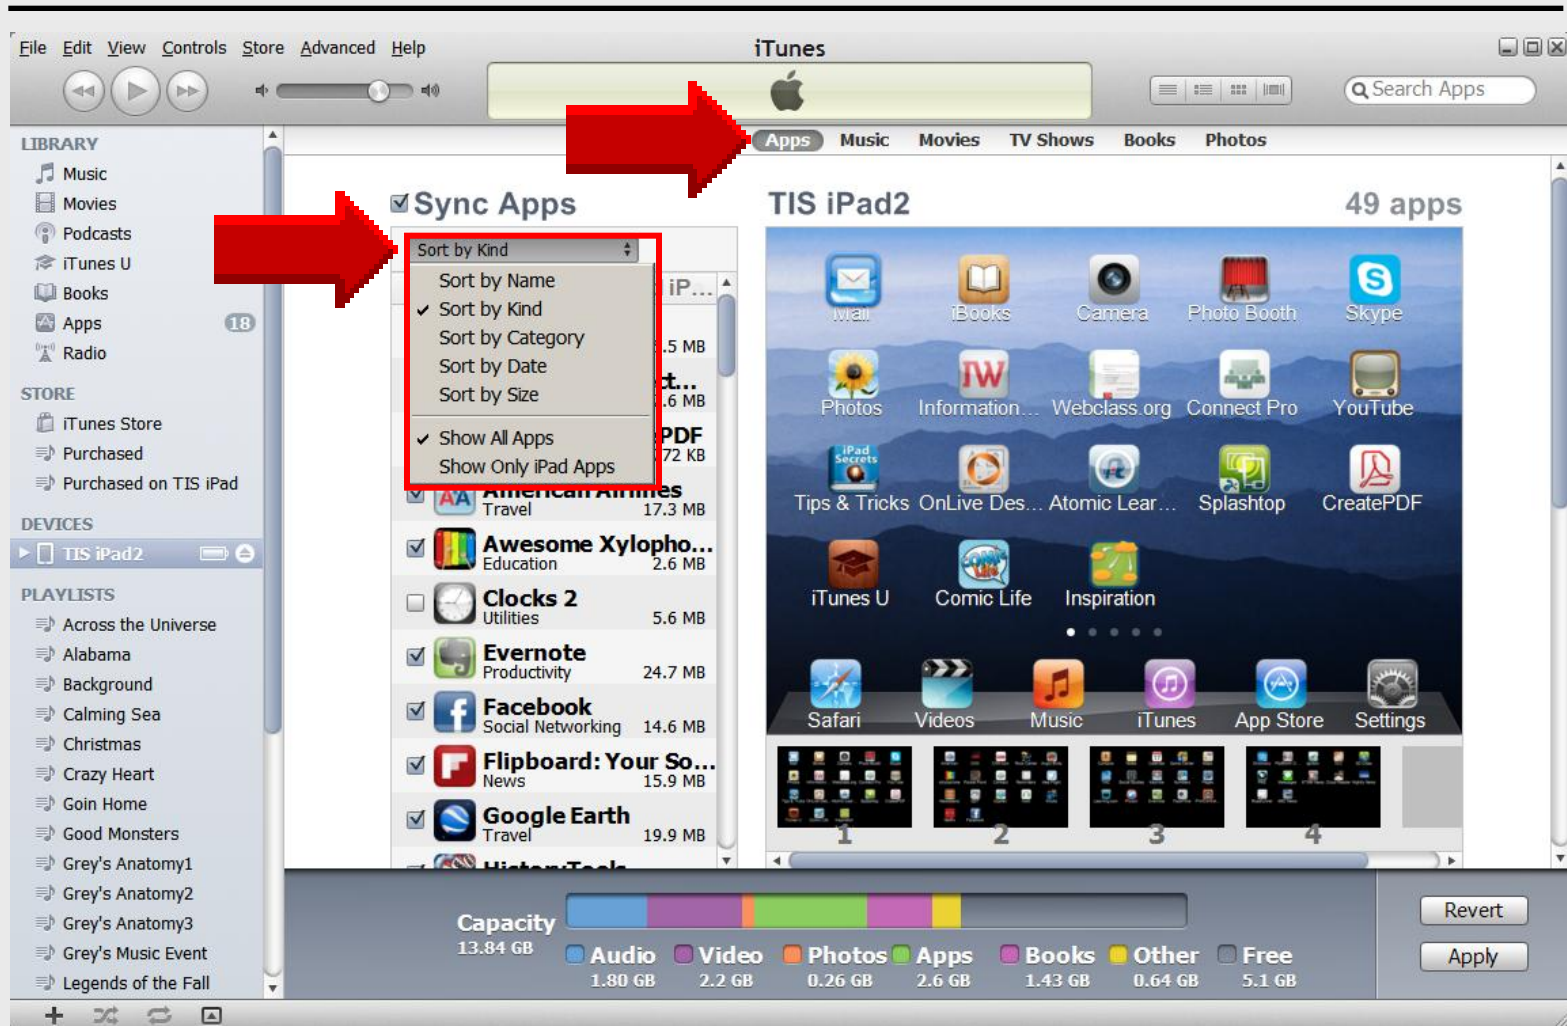 File Edit View Controls Store Advanced Help
iTunes
Search Apps
LIBRARY
Music
Movies
Podcasts
iTunes U
Books
Apps 18
Radio
STORE
iTunes Store
Purchased
Purchased on TIS iPad
DEVICES
TIS iPad2
PLAYLISTS
Across the Universe
Alabama
Background
Calming Sea
Christmas
Crazy Heart
Goin Home
Good Monsters
Grey's Anatomy1
Grey's Anatomy2
Grey's Anatomy3
Grey's Music Event
Legends of the Fall
Apps Music Movies TV Shows Books Photos
Sync Apps
Sort by Kind
Sort by Name
Sort by Kind
Sort by Category
Sort by Date
Sort by Size
Show All Apps
Show Only iPad Apps
iP...
.5 MB
ct...
.6 MB
PDF
72 KB
American Airlines
Travel 17.3 MB
Awesome Xylopho...
Education 2.6 MB
Clocks 2
Utilities 5.6 MB
Evernote
Productivity 24.7 MB
Facebook
Social Networking 14.6 MB
Flipboard: Your So...
News 15.9 MB
Google Earth
Travel 19.9 MB
HistoryTools
TIS iPad2 49 apps
Mail iBooks Camera Photo Booth Skype
Photos Information... Webclass.org Connect Pro YouTube
iPad
Secrets
Tips & Tricks OnLive Des... Atomic Lear... Splashtop CreatePDF
iTunes U Comic Life Inspiration
Safari Videos Music iTunes App Store Settings
1 2 3 4
Capacity
13.84 GB
Audio Video Photos Apps Books Other Free
1.80 GB 2.2 GB 0.26 GB 2.6 GB 1.43 GB 0.64 GB 5.1 GB
Revert
Apply